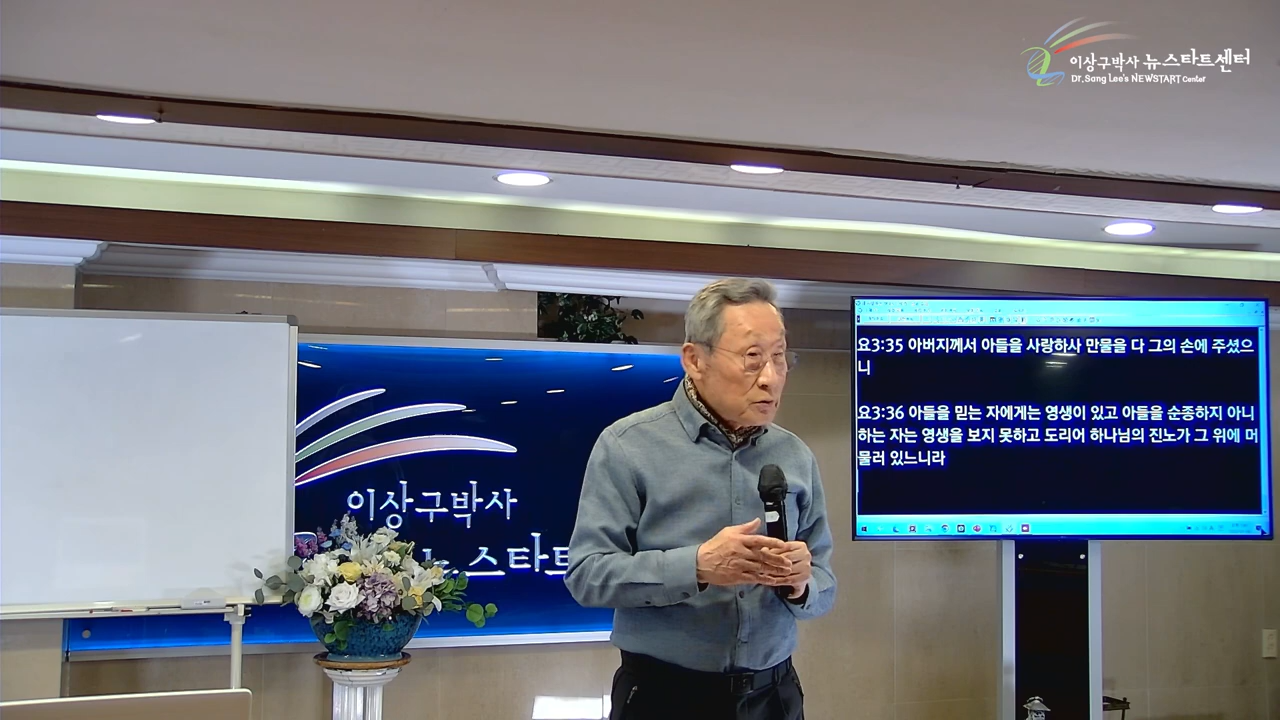 이상구박사 뉴스타트센터
Dr. Sang Lee's NEWSTART Center
요3:35 아버지께서 아들을 사랑하사 만물을 다 그의 손에 주셨으
니
요3:36 아들을 믿는 자에게는 영생이 있고 아들을 순종하지 아니
하는 자는 영생을 보지 못하고 도리어 하나님의 진노가 그 위에 머
물러 있느니라
이상구박사
뉴스타트